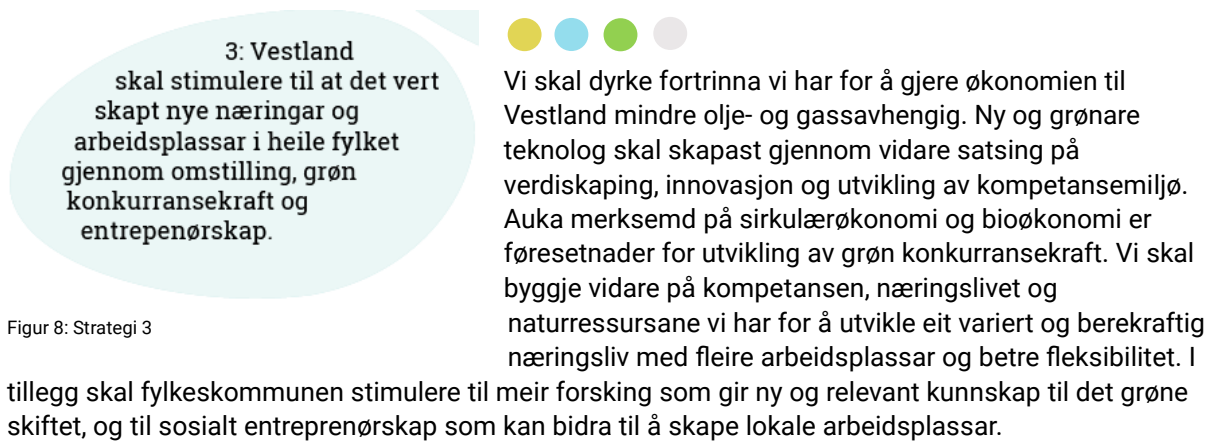 3: Vestland
skal stimulere til at det vert
skapt nye næringar og
arbeidsplassar i heile fylket
gjennom omstilling, grøn
konkurransekraft og
entrepenørskap.
Figur 8: Strategi 3
Vi skal dyrke fortrinna vi har for å gjere økonomien til
Vestland mindre olje- og gassavhengig. Ny og grønare
teknolog skal skapast gjennom vidare satsing på
verdiskaping, innovasjon og utvikling av kompetansemiljø.
Auka merksemd på sirkulærøkonomi og bioøkonomi er
føresetnader for utvikling av grøn konkurransekraft. Vi skal
byggje vidare på kompetansen, næringslivet og
naturressursane vi har for å utvikle eit variert og berekraftig
næringsliv med fleire arbeidsplassar og betre fleksibilitet. I
tillegg skal fylkeskommunen stimulere til meir forsking som gir ny og relevant kunnskap til det grøne
skiftet, og til sosialt entreprenørskap som kan bidra til å skape lokale arbeidsplassar.